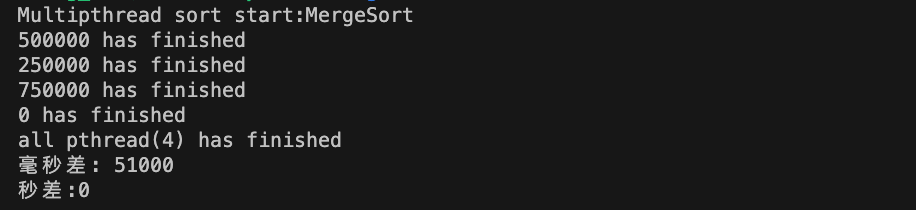 Multipthread sort start:MergeSort
500000 has finished
250000 has finished
750000 has finished
0 has finished
all pthread(4) has finished
毫秒差: 51000
秒差:0